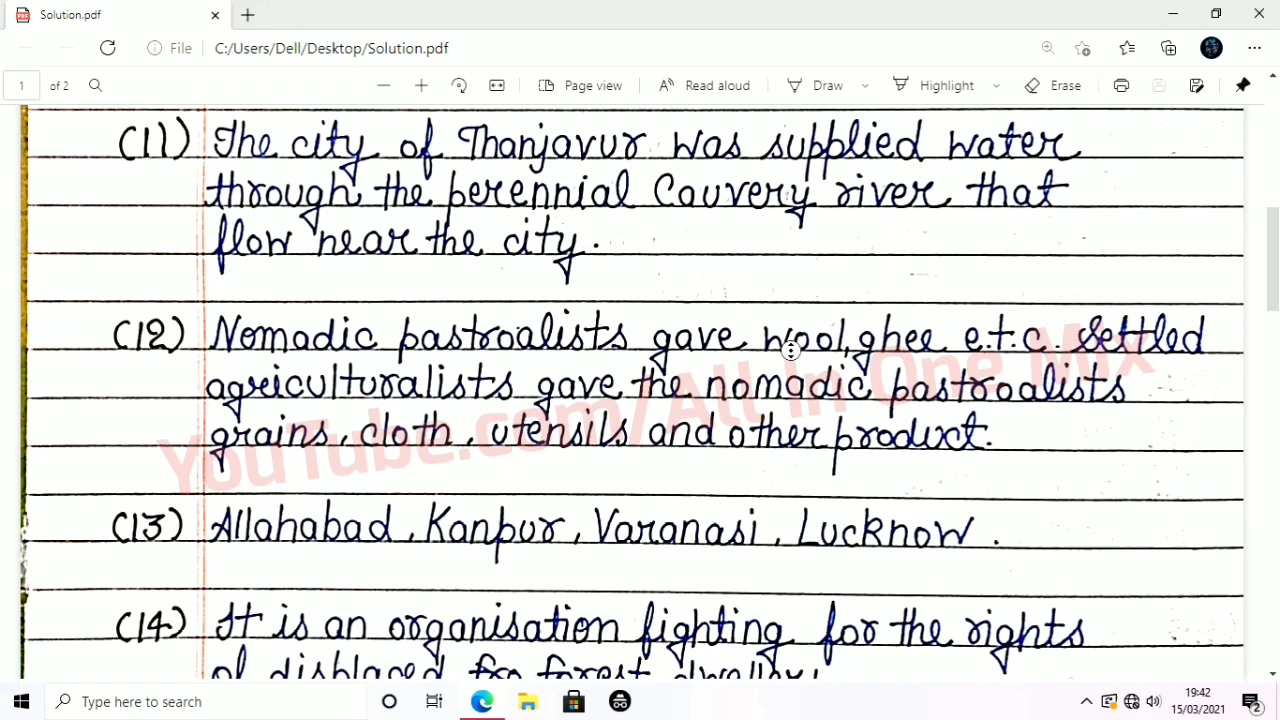 Solution.pdf
File C:/Users/Dell/Desktop/Solution.pdf
1 of 2 Page view Read aloud Draw Highlight Erase
(11) The city of Thanjavur was supplied water
through the perennial Cauvery river that
flow near the city.
(12) Nomadic pastroalists gave wool, ghee e.t.c. Settled
agriculturalists gave the nomadic pastroalists
grains, cloth, utensils and other product.
YouTube.com/All In One Mix
(13) Allahabad, Kanpur, Varanasi, Lucknow.
(14) It is an organisation fighting for the rights
of displaced forest
Type here to search
19:42
15/03/2021
2